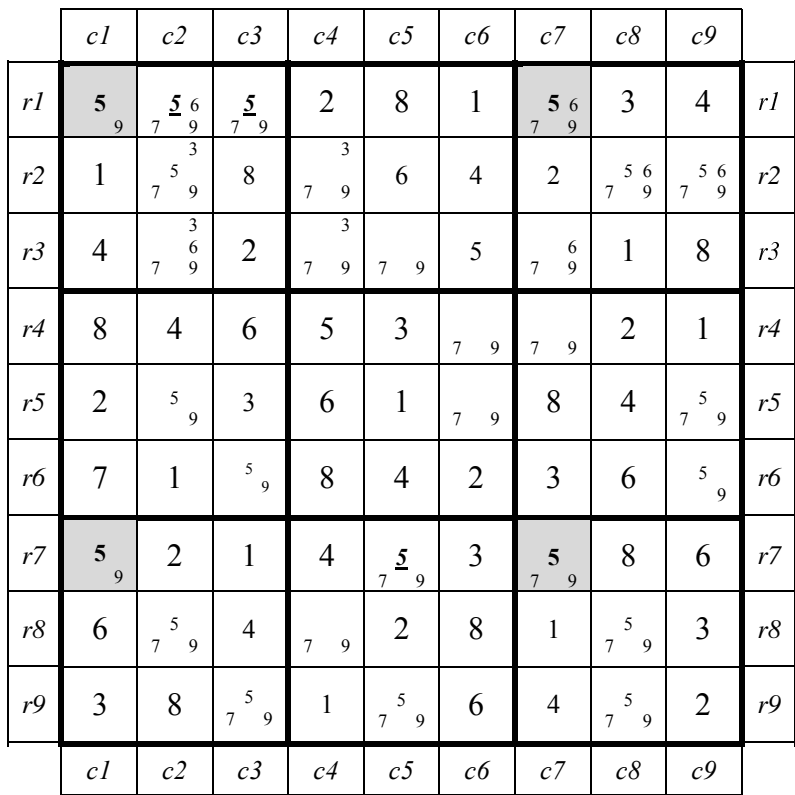 c1 c2 c3 c4 c5 c6 c7 c8 c9
r1 5 5 6 5 2 8 1 5 6 3 4 r1
9 7 9 7 9 7 9
3 3
r2 1 5 8 6 4 2 5 6 5 6 r2
7 9 7 9 7 9 7 9
3 3
r3 4 6 2 5 6 1 8 r3
7 9 7 9 7 9 7 9
r4 8 4 6 5 3 2 1 r4
7 9 7 9
r5 2 5 3 6 1 8 4 5 r5
9 7 9 7 9
r6 7 1 5 8 4 2 3 6 5 r6
9 9
r7 5 2 1 4 5 3 5 8 6 r7
9 7 9 7 9
r8 6 5 4 2 8 1 5 3 r8
7 9 7 9 7 9
r9 3 8 5 1 5 6 4 5 2 r9
7 9 7 9 7 9
c1 c2 c3 c4 c5 c6 c7 c8 c9